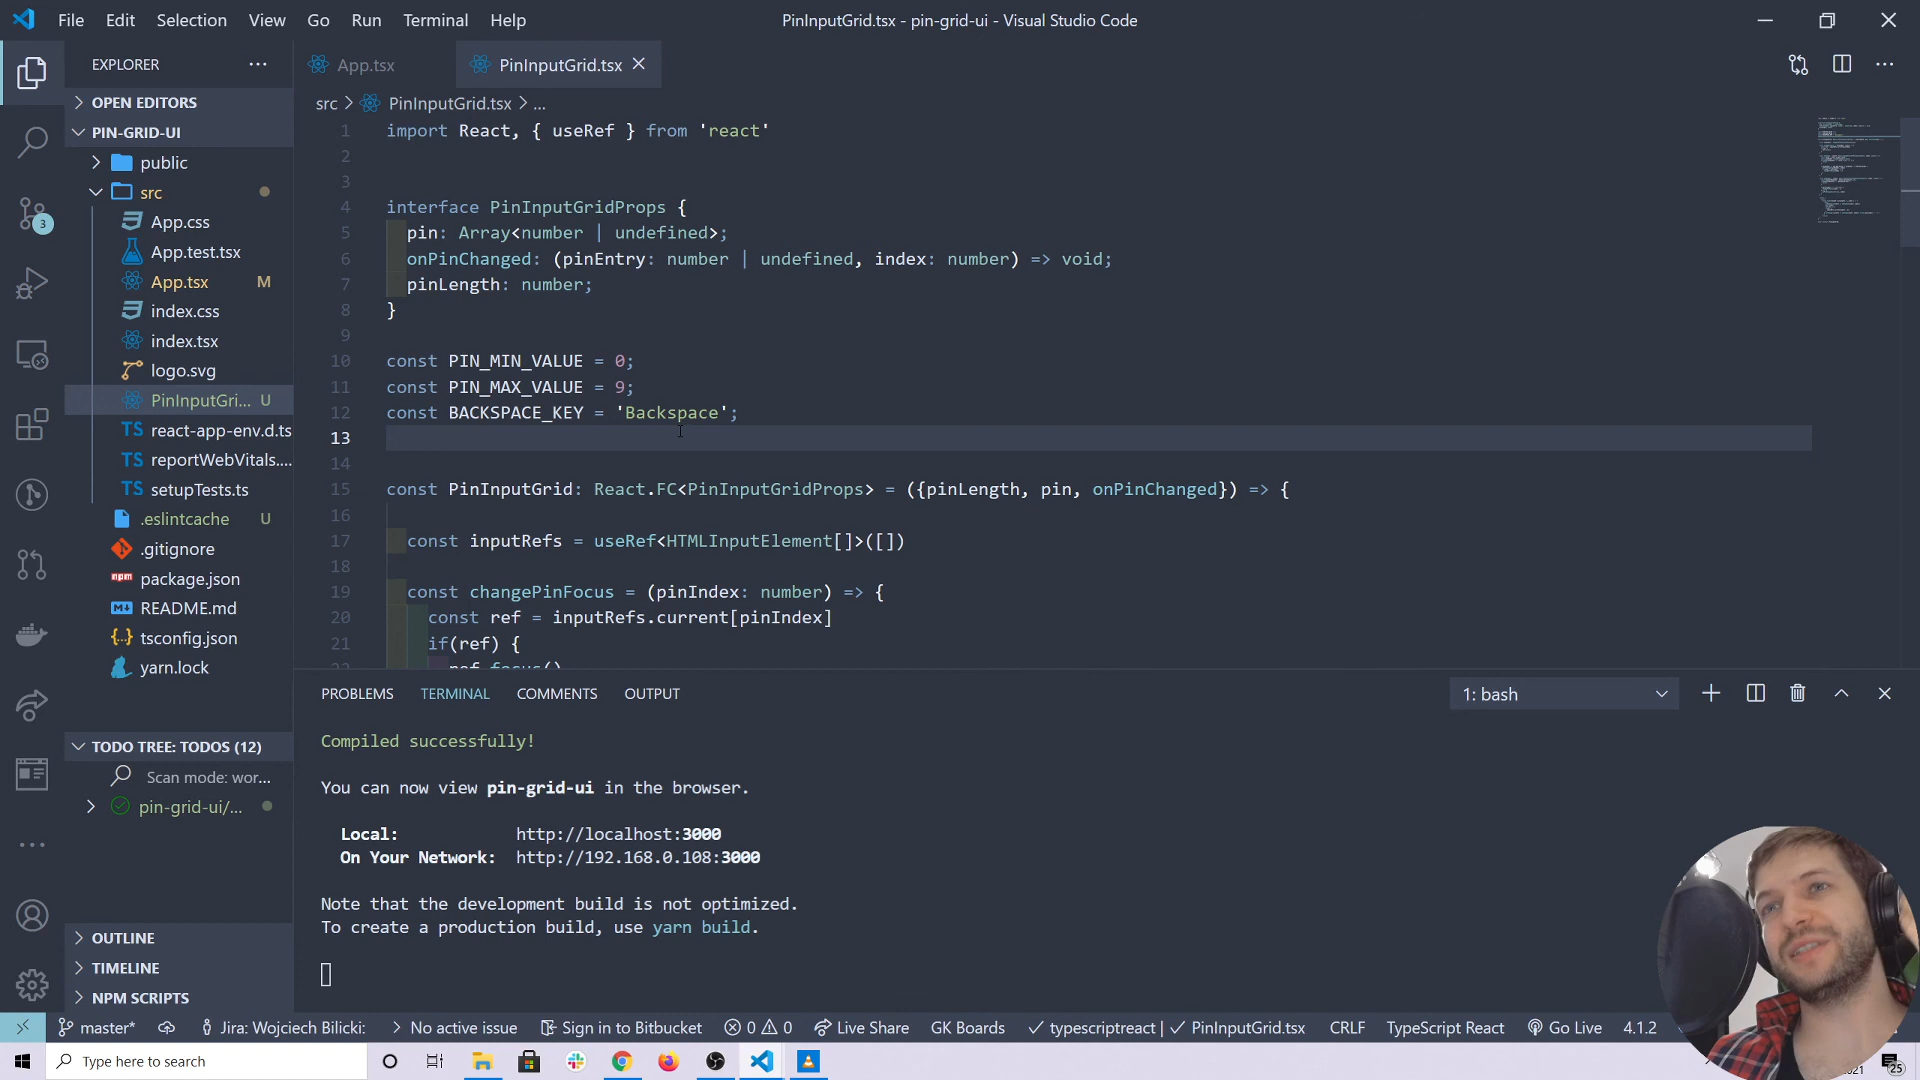 File Edit Selection View Go Run Terminal Help
PinInputGrid.tsx - pin-grid-ui - Visual Studio Code
EXPLORER
OPEN EDITORS
PIN-GRID-UI
public
src
App.css
App.test.tsx
App.tsx M
index.css
index.tsx
logo.svg
PinInputGri... U
react-app-env.d.ts
reportWebVitals....
setupTests.ts
.eslintcache U
.gitignore
package.json
README.md
tsconfig.json
yarn.lock
TODO TREE: TODOS (12)
Scan mode: wor...
pin-grid-ui/...
OUTLINE
TIMELINE
NPM SCRIPTS
3
App.tsx
PinInputGrid.tsx
src > PinInputGrid.tsx > ...
1 import React, { useRef } from 'react'
2
3
4 interface PinInputGridProps {
5 pin: Array<number | undefined>;
6 onPinChanged: (pinEntry: number | undefined, index: number) => void;
7 pinLength: number;
8 }
9
10 const PIN_MIN_VALUE = 0;
11 const PIN_MAX_VALUE = 9;
12 const BACKSPACE_KEY = 'Backspace';
13
14
15 const PinInputGrid: React.FC<PinInputGridProps> = ({pinLength, pin, onPinChanged}) => {
16
17 const inputRefs = useRef<HTMLInputElement[]>([])
18
19 const changePinFocus = (pinIndex: number) => {
20 const ref = inputRefs.current[pinIndex]
21 if(ref) {
22 ref.focus()
PROBLEMS TERMINAL COMMENTS OUTPUT
1: bash
Compiled successfully!
You can now view pin-grid-ui in the browser.
Local: http://localhost:3000
On Your Network: http://192.168.0.108:3000
Note that the development build is not optimized.
To create a production build, use yarn build.
master* Jira: Wojciech Bilicki: No active issue Sign in to Bitbucket 0 0 Live Share GK Boards typescriptreact | PinInputGrid.tsx CRLF TypeScript React Go Live 4.1.2
Type here to search
25